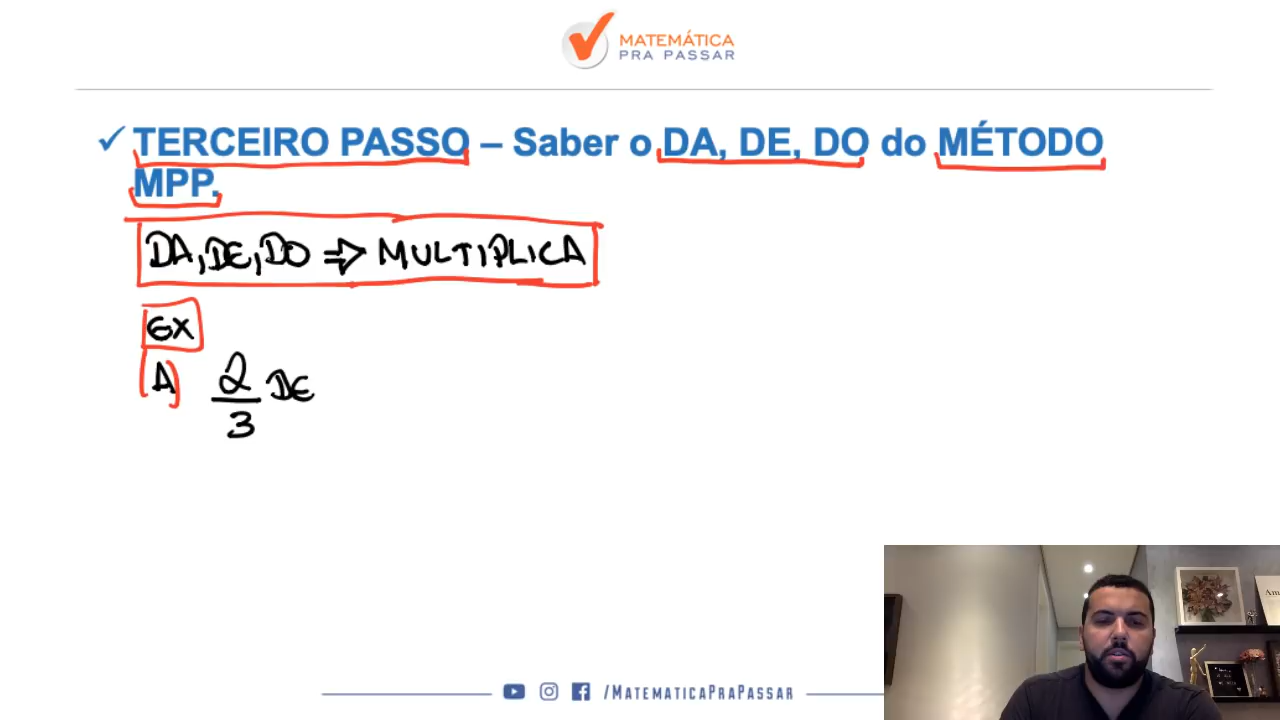 MATEMÁTICA
PRA PASSAR
✓ TERCEIRO PASSO – Saber o DA, DE, DO do MÉTODO
MPP.
DA, DE, DO ⇒ MULTIPLICA
EX
A) 2/3 DE
/MATEMATICAPRAPASSAR